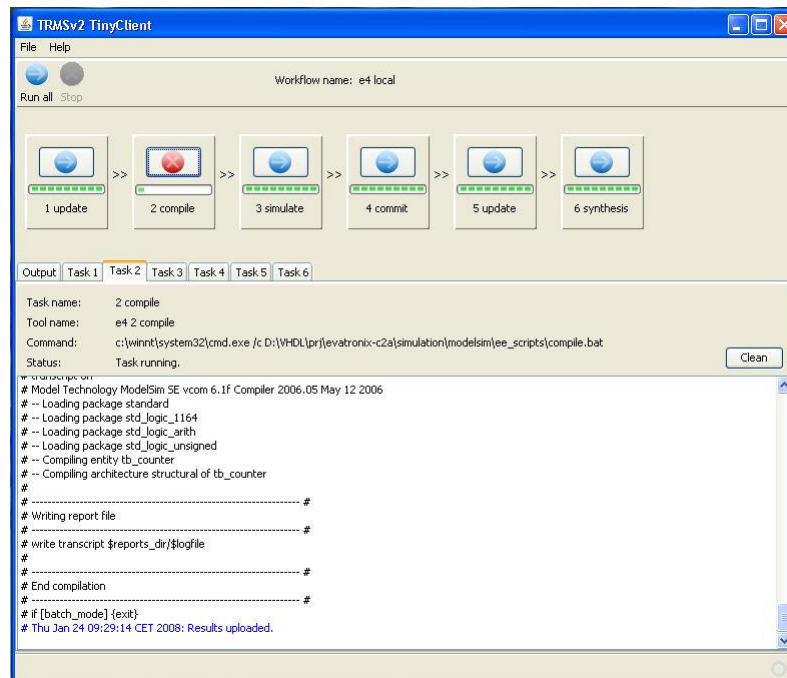 TRMSv2 TinyClient
File Help
Run all Stop
Workflow name: e4 local
>> >> >> >> >>
1 update 2 compile 3 simulate 4 commit 5 update 6 synthesis
Output Task 1 Task 2 Task 3 Task 4 Task 5 Task 6
Task name: 2 compile
Tool name: e4 2 compile
Command: c:\winnt\system32\cmd.exe /c D:\VHDL\prj\evatronix-c2a\simulation\modelsim\ee_scripts\compile.bat
Status: Task running.
Clean
# transcript on
# Model Technology ModelSim SE vcom 6.1f Compiler 2006.05 May 12 2006
# -- Loading package standard
# -- Loading package std_logic_1164
# -- Loading package std_logic_arith
# -- Loading package std_logic_unsigned
# -- Compiling entity tb_counter
# -- Compiling architecture structural of tb_counter
#
# ------------------------------------------------------------------- #
# Writing report file
# ------------------------------------------------------------------- #
# write transcript $reports_dir/$logfile
#
# ------------------------------------------------------------------- #
# End compilation
# ------------------------------------------------------------------- #
# if [batch_mode] {exit}
# Thu Jan 24 09:29:14 CET 2008: Results uploaded.